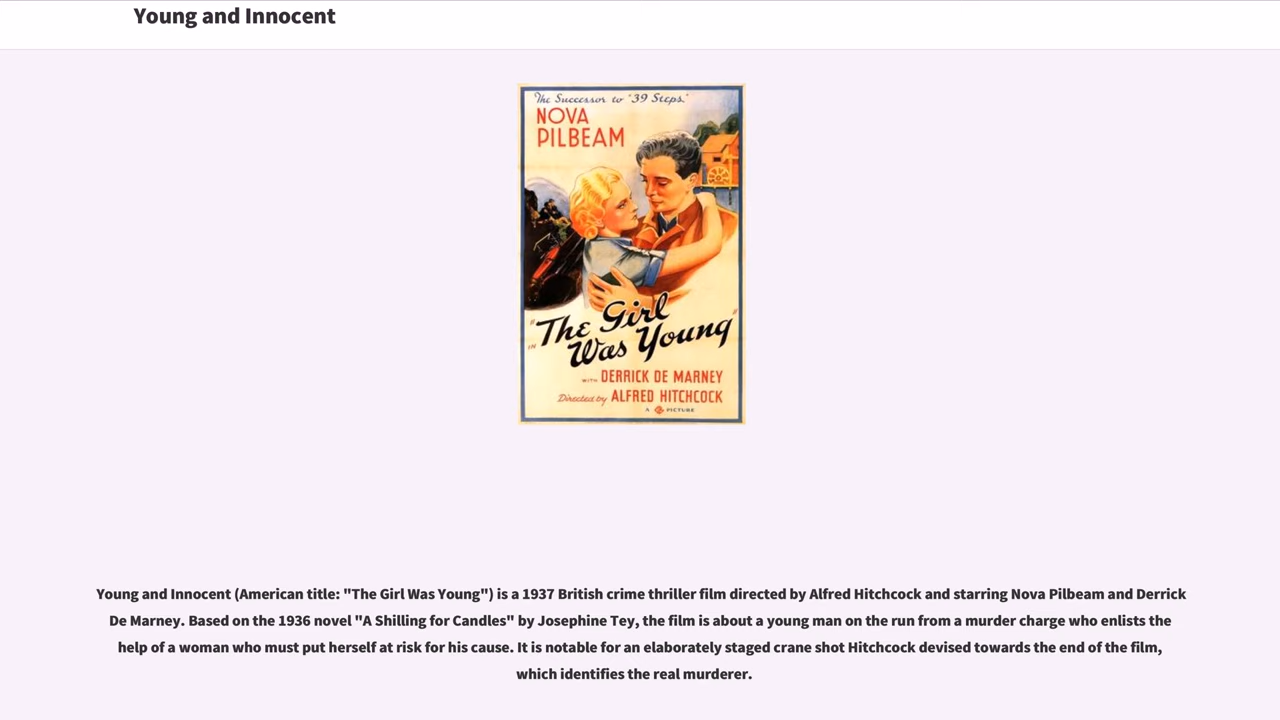 Young and Innocent
The Successor to "39 Steps."
NOVA
PILBEAM
IN
"The Girl
Was Young"
WITH DERRICK DE MARNEY
Directed by ALFRED HITCHCOCK
A GB PICTURE
Young and Innocent (American title: "The Girl Was Young") is a 1937 British crime thriller film directed by Alfred Hitchcock and starring Nova Pilbeam and Derrick
De Marney. Based on the 1936 novel "A Shilling for Candles" by Josephine Tey, the film is about a young man on the run from a murder charge who enlists the
help of a woman who must put herself at risk for his cause. It is notable for an elaborately staged crane shot Hitchcock devised towards the end of the film,
which identifies the real murderer.